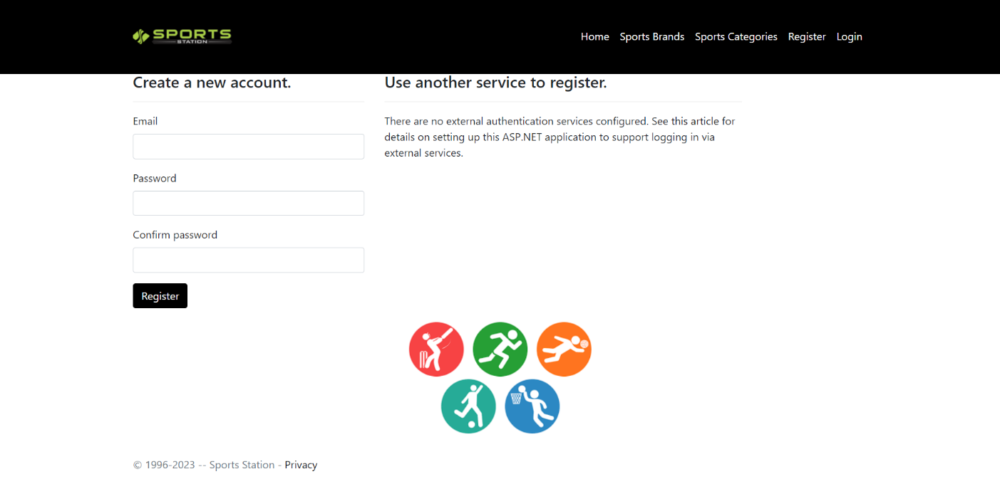 SPORTS
STATION
Home Sports Brands Sports Categories Register Login
Create a new account.
Email
Password
Confirm password
Register
Use another service to register.
There are no external authentication services configured. See this article for
details on setting up this ASP.NET application to support logging in via
external services.
© 1996-2023 -- Sports Station - Privacy